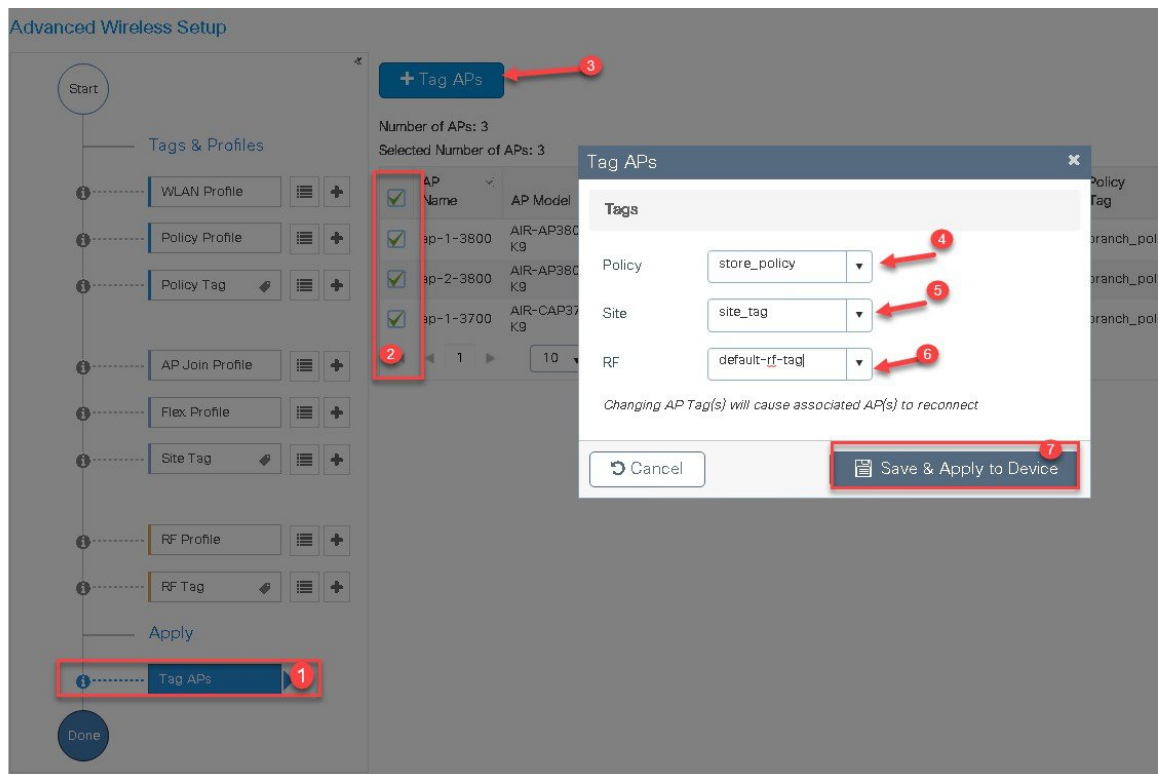 Advanced Wireless Setup
Start
Tags & Profiles
WLAN Profile
Policy Profile
Policy Tag
AP Join Profile
Flex Profile
Site Tag
RF Profile
RF Tag
Apply
Tag APs
1
Done
+ Tag APs
3
Number of APs: 3
Selected Number of APs: 3
AP
Name
AP Model
Policy
Tag
ap-1-3800
AIR-AP380
K9
branch_pol
ap-2-3800
AIR-AP380
K9
branch_pol
ap-1-3700
AIR-CAP37
K9
branch_pol
2
1
10
Tag APs
Tags
Policy
store_policy
4
Site
site_tag
5
RF
default-rf-tag
6
Changing AP Tag(s) will cause associated AP(s) to reconnect
Cancel
Save & Apply to Device
7